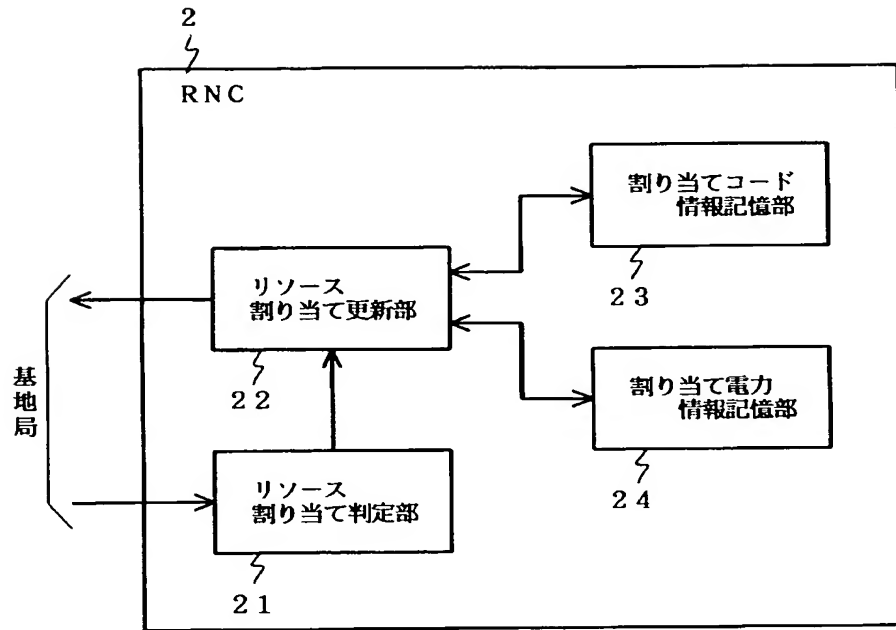 2
RNC
割り当てコード
情報記憶部
23
リソース
割り当て更新部
22
割り当て電力
情報記憶部
24
基地局
リソース
割り当て判定部
21